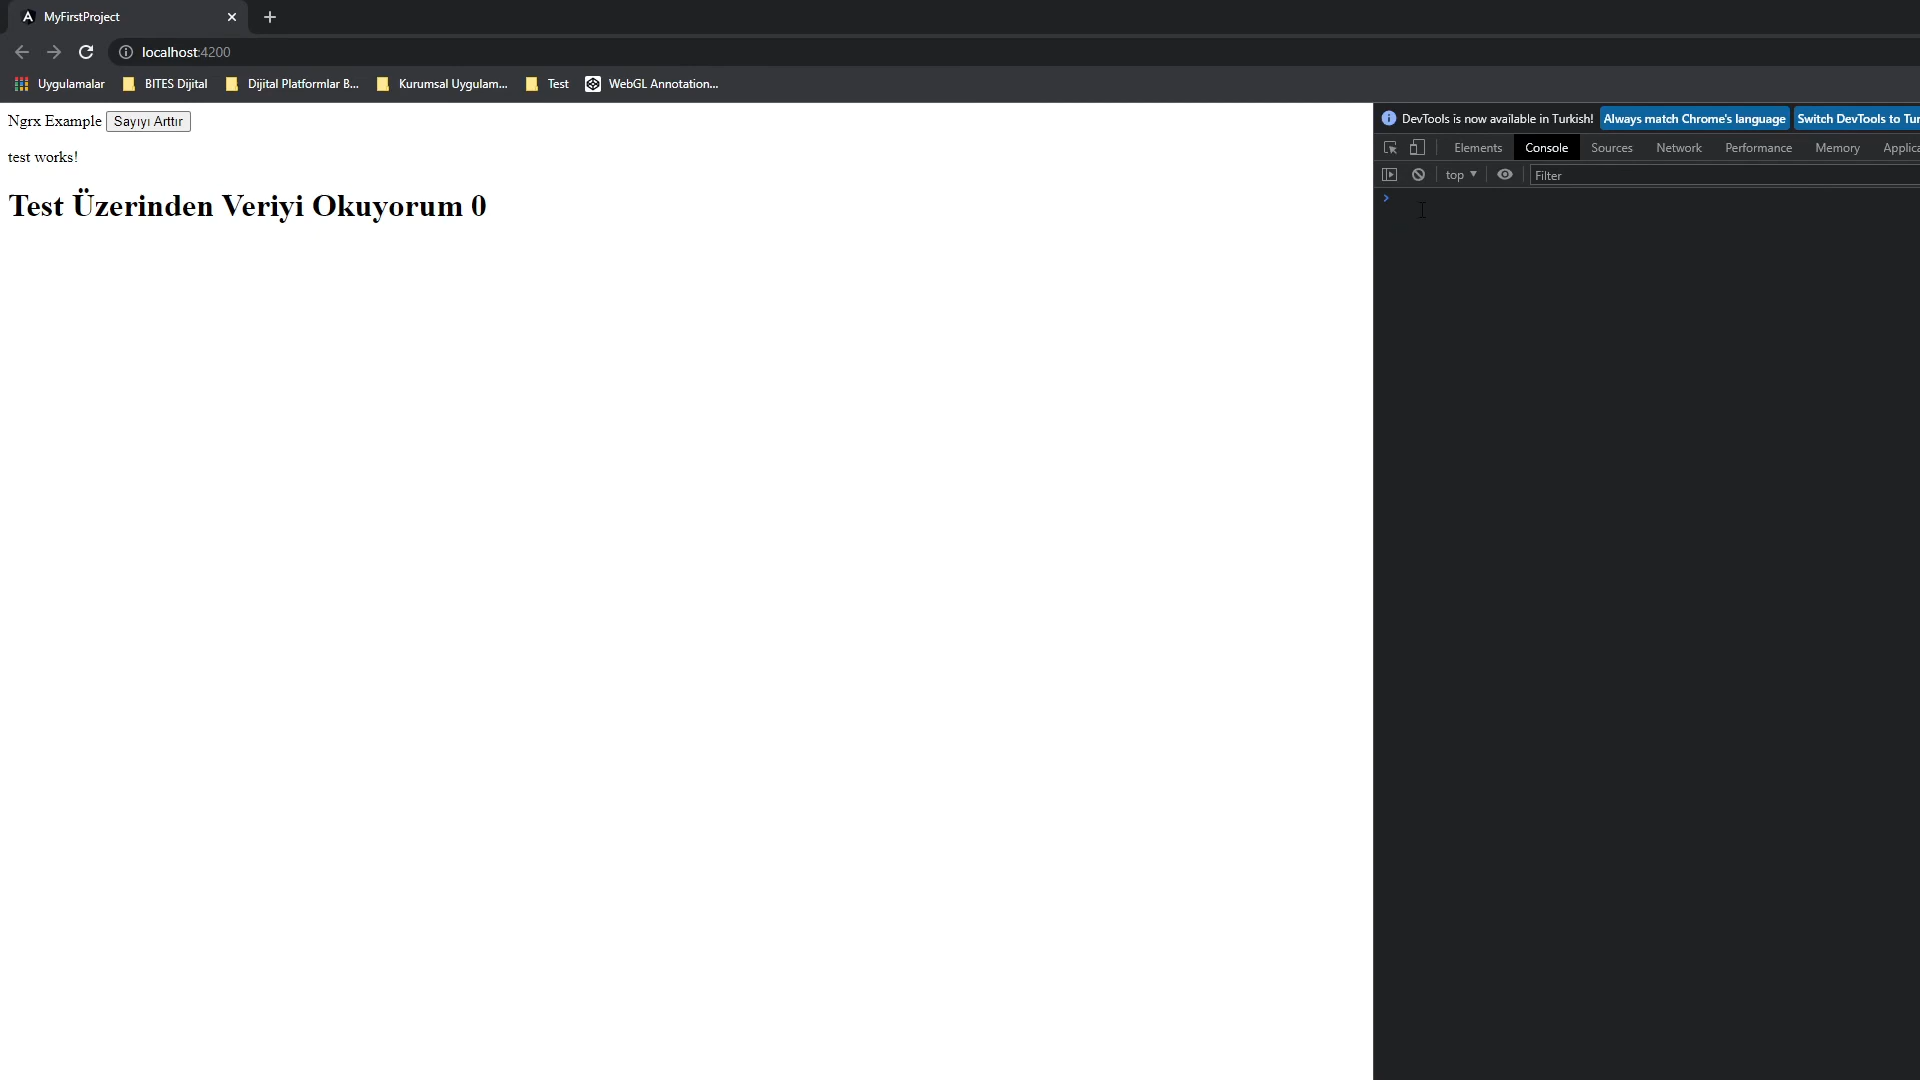 MyFirstProject
localhost:4200
Uygulamalar BITES Dijital Dijital Platformlar B... Kurumsal Uygulam... Test WebGL Annotation...
Ngrx Example Sayıyı Arttır
test works!
Test Üzerinden Veriyi Okuyorum 0
DevTools is now available in Turkish! Always match Chrome's language Switch DevTools to Tur
Elements Console Sources Network Performance Memory Applica
top Filter